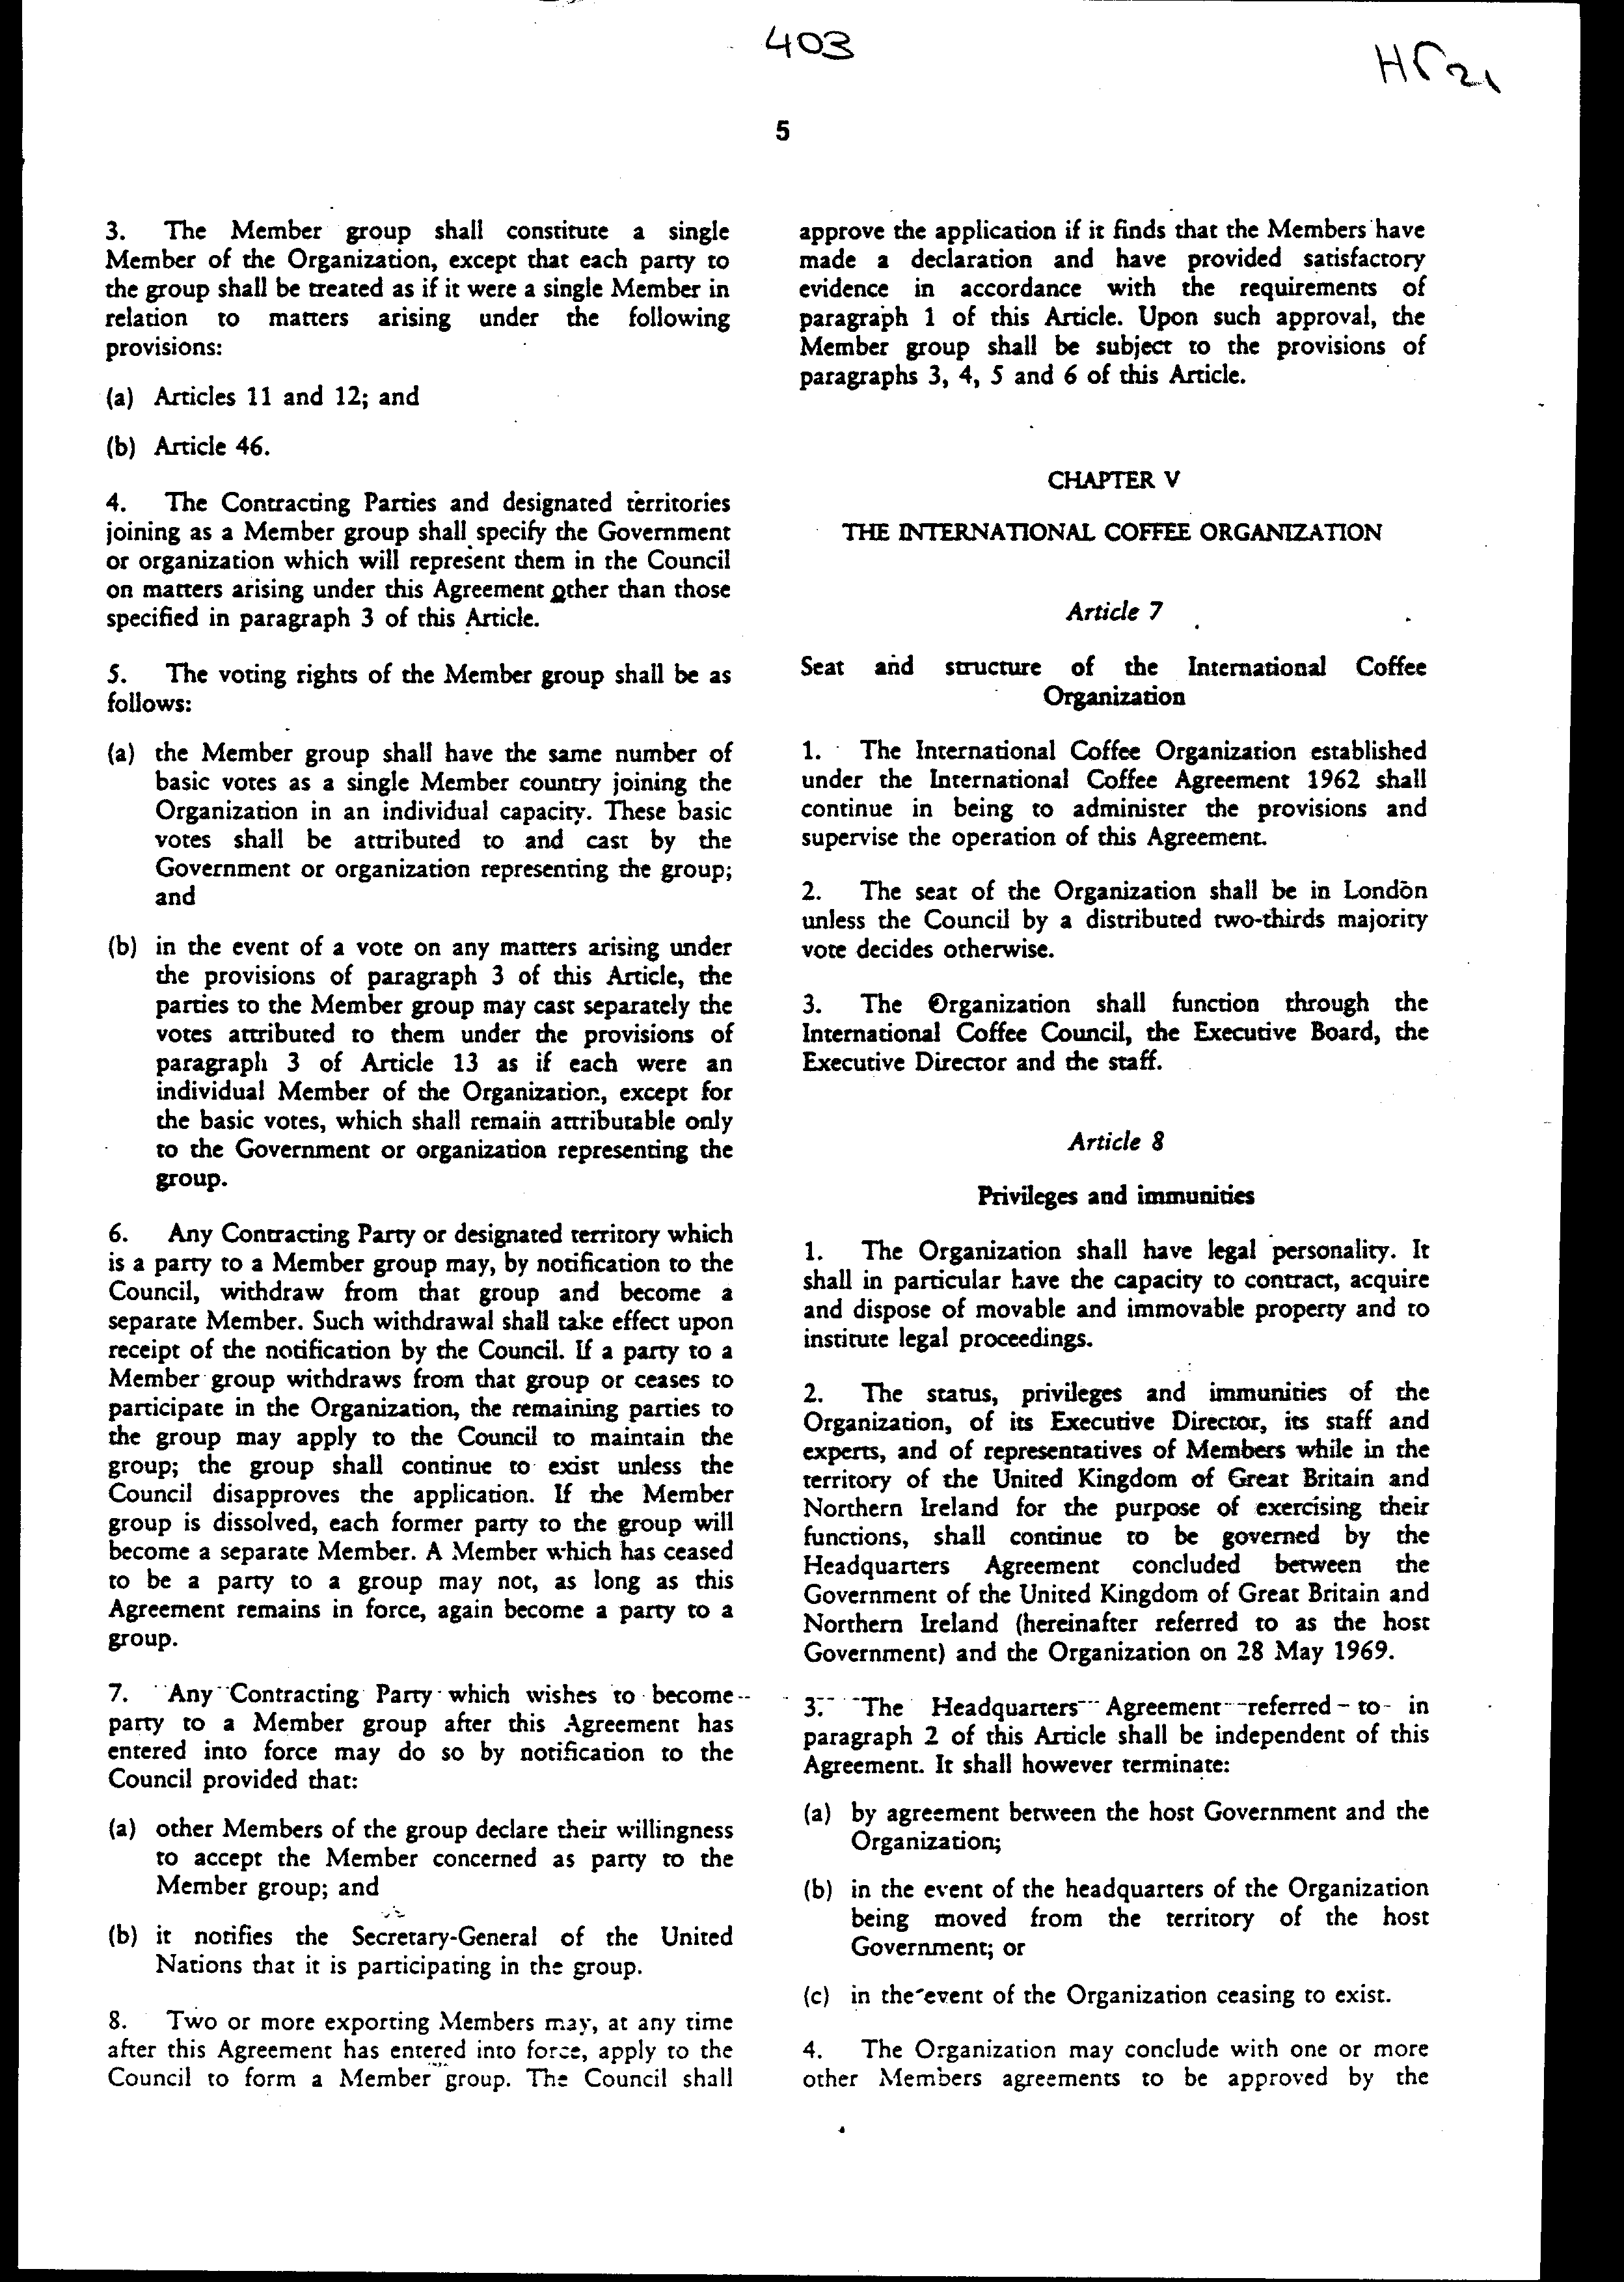 403
5
3. The Member group shall constitute a single
Member of the Organization, except that each party to
the group shall be treated as if it were a single Member in
relation to matters arising under the following
provisions:
(a) Articles 11 and 12; and
(b) Article 46.
4. The Contracting Parties and designated territories
joining as a Member group shall specify the Government
or organization which will represent them in the Council
on matters arising under this Agreement other than those
specified in paragraph 3 of this Article.
5. The voting rights of the Member group shall be as
follows:
(a) the Member group shall have the same number of
basic votes as a single Member country joining the
Organization in an individual capacity. These basic
votes shall be attributed to and cast by the
Government or organization representing the group;
and
(b) in the event of a vote on any matters arising under
the provisions of paragraph 3 of this Article, the
parties to the Member group may cast separately the
votes attributed to them under the provisions of
paragraph 3 of Article 13 as if each were an
individual Member of the Organization, except for
the basic votes, which shall remain attributable only
to the Government or organization representing the
group.
6. Any Contracting Party or designated territory which
is a party to a Member group may, by notification to the
Council, withdraw from that group and become a
separate Member. Such withdrawal shall take effect upon
receipt of the notification by the Council. If a party to a
Member group withdraws from that group or ceases to
participate in the Organization, the remaining parties to
the group may apply to the Council to maintain the
group; the group shall continue to exist unless the
Council disapproves the application. If the Member
group is dissolved, each former party to the group will
become a separate Member. A Member which has ceased
to be a party to a group may not, as long as this
Agreement remains in force, again become a party to a
group.
7. Any Contracting Party which wishes to become
party to a Member group after this Agreement has
entered into force may do so by notification to the
Council provided that:
(a) other Members of the group declare their willingness
to accept the Member concerned as party to the
Member group; and
(b) it notifies the Secretary-General of the United
Nations that it is participating in the group.
8. Two or more exporting Members may, at any time
after this Agreement has entered into force, apply to the
Council to form a Member group. The Council shall
approve the application if it finds that the Members have
made a declaration and have provided satisfactory
evidence in accordance with the requirements of
paragraph 1 of this Article. Upon such approval, the
Member group shall be subject to the provisions of
paragraphs 3, 4, 5 and 6 of this Article.
CHAPTER V
THE INTERNATIONAL COFFEE ORGANIZATION
Article 7
Seat and structure of the International Coffee
Organization
1. The International Coffee Organization established
under the International Coffee Agreement 1962 shall
continue in being to administer the provisions and
supervise the operation of this Agreement.
2. The seat of the Organization shall be in London
unless the Council by a distributed two-thirds majority
vote decides otherwise.
3. The Organization shall function through the
International Coffee Council, the Executive Board, the
Executive Director and the staff.
Article 8
Privileges and immunities
1. The Organization shall have legal personality. It
shall in particular have the capacity to contract, acquire
and dispose of movable and immovable property and to
institute legal proceedings.
2. The status, privileges and immunities of the
Organization, of its Executive Director, its staff and
experts, and of representatives of Members while in the
territory of the United Kingdom of Great Britain and
Northern Ireland for the purpose of exercising their
functions, shall continue to be governed by the
Headquarters Agreement concluded between the
Government of the United Kingdom of Great Britain and
Northern Ireland (hereinafter referred to as the host
Government) and the Organization on 28 May 1969.
3. The Headquarters Agreement referred to in
paragraph 2 of this Article shall be independent of this
Agreement. It shall however terminate:
(a) by agreement between the host Government and the
Organization;
(b) in the event of the headquarters of the Organization
being moved from the territory of the host
Government; or
(c) in the event of the Organization ceasing to exist.
4. The Organization may conclude with one or more
other Members agreements to be approved by the